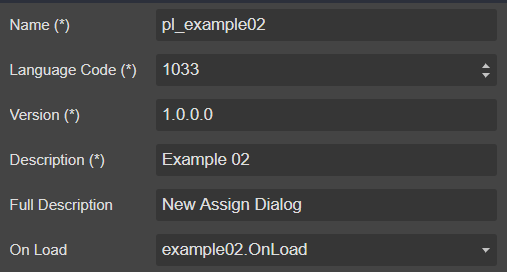 Name (*) pl_example02
Language Code (*) 1033
Version (*) 1.0.0.0
Description (*) Example 02
Full Description New Assign Dialog
On Load example02.OnLoad